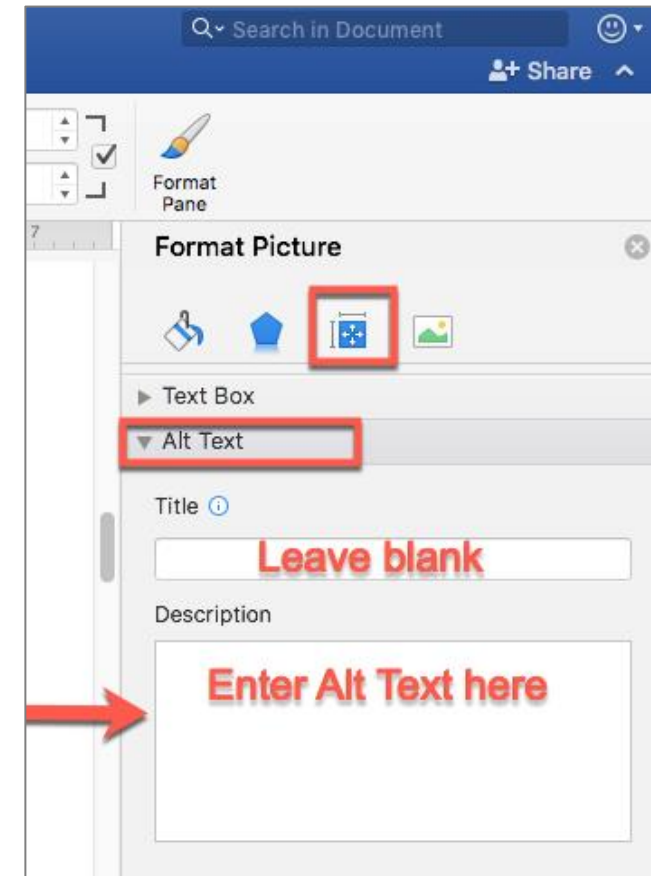 Search in Document
Share
Format
Pane
7
Format Picture
Text Box
Alt Text
Title
Leave blank
Description
Enter Alt Text here